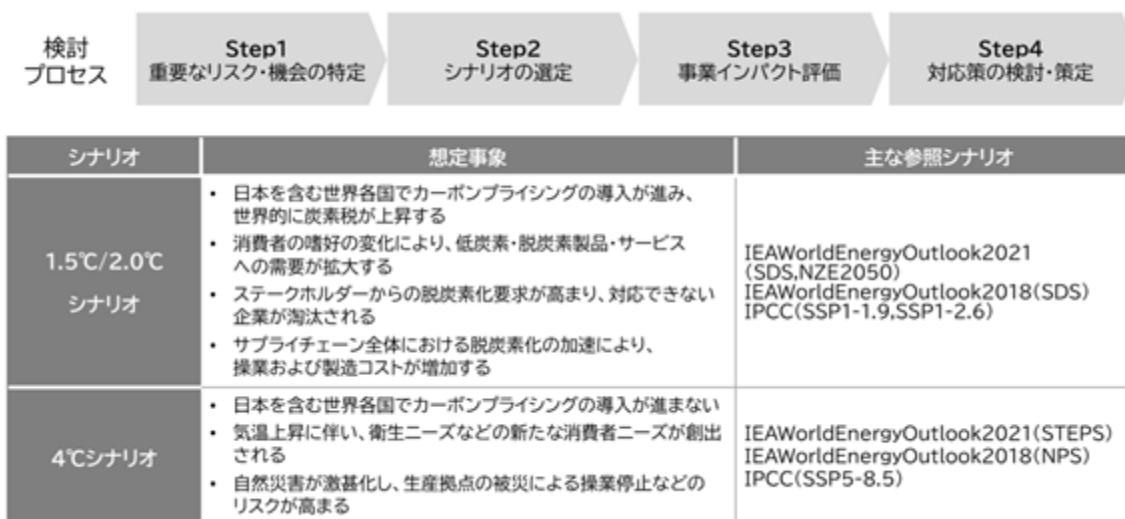 検討
プロセス
Step1
重要なリスク・機会の特定
Step2
シナリオの選定
Step3
事業インパクト評価
Step4
対応策の検討・策定
シナリオ
想定事象
主な参照シナリオ
1.5℃/2.0℃
シナリオ
• 日本を含む世界各国でカーボンプライシングの導入が進み、
世界的に炭素税が上昇する
• 消費者の嗜好の変化により、低炭素・脱炭素製品・サービス
への需要が拡大する
• ステークホルダーからの脱炭素化要求が高まり、対応できない
企業が淘汰される
• サプライチェーン全体における脱炭素化の加速により、
操業および製造コストが増加する
IEAWorldEnergyOutlook2021
(SDS,NZE2050)
IEAWorldEnergyOutlook2018(SDS)
IPCC(SSP1-1.9,SSP1-2.6)
4℃シナリオ
• 日本を含む世界各国でカーボンプライシングの導入が進まない
• 気温上昇に伴い、衛生ニーズなどの新たな消費者ニーズが創出
される
• 自然災害が激甚化し、生産拠点の被災による操業停止などの
リスクが高まる
IEAWorldEnergyOutlook2021(STEPS)
IEAWorldEnergyOutlook2018(NPS)
IPCC(SSP5-8.5)